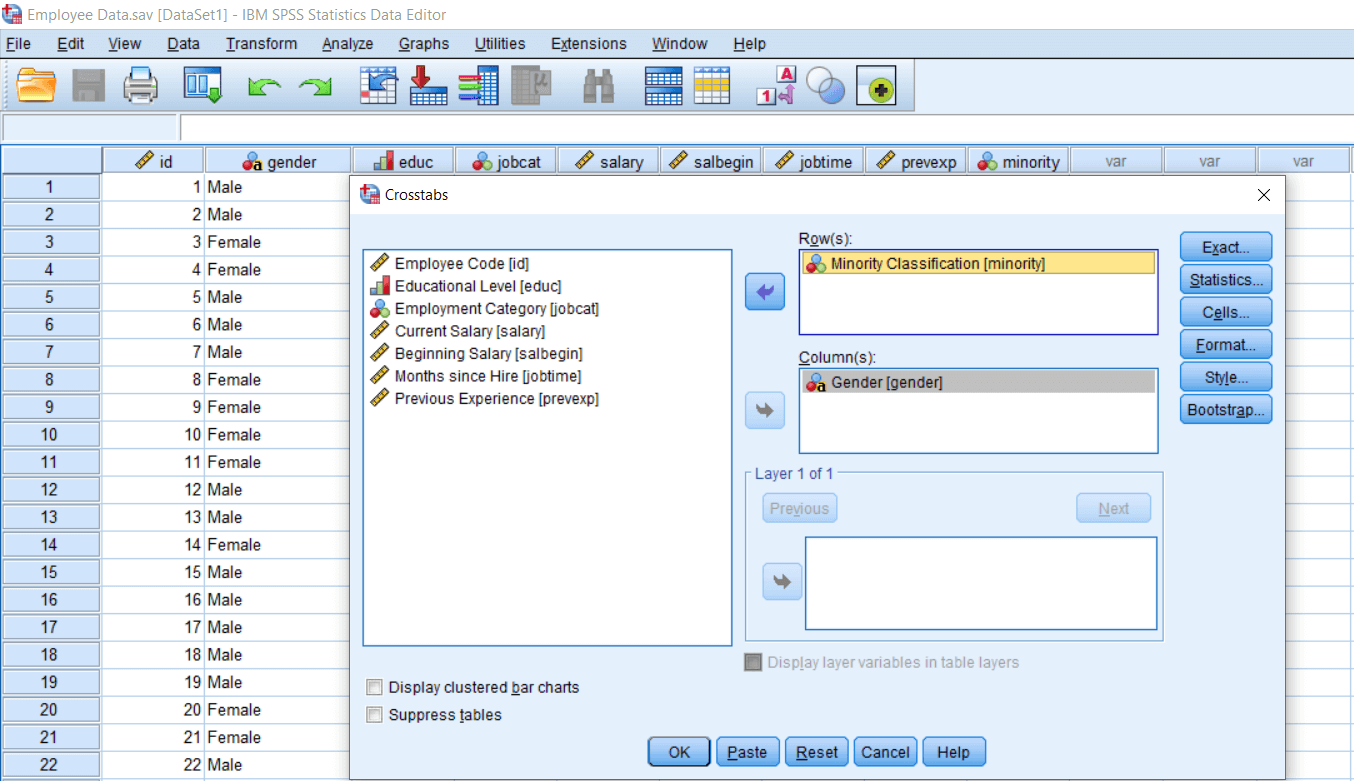 Employee Data.sav [DataSet1] - IBM SPSS Statistics Data Editor
File Edit View Data Transform Analyze Graphs Utilities Extensions Window Help
id gender educ jobcat salary salbegin jobtime prevexp minority var var var
1 1 Male
2 2 Male
3 3 Female
4 4 Female
5 5 Male
6 6 Male
7 7 Male
8 8 Female
9 9 Female
10 10 Female
11 11 Female
12 12 Male
13 13 Male
14 14 Female
15 15 Male
16 16 Male
17 17 Male
18 18 Male
19 19 Male
20 20 Female
21 21 Female
22 22 Male
Crosstabs
Employee Code [id]
Educational Level [educ]
Employment Category [jobcat]
Current Salary [salary]
Beginning Salary [salbegin]
Months since Hire [jobtime]
Previous Experience [prevexp]
Row(s):
Minority Classification [minority]
Column(s):
Gender [gender]
Layer 1 of 1
Previous
Next
Display layer variables in table layers
Exact...
Statistics...
Cells...
Format...
Style...
Bootstrap...
Display clustered bar charts
Suppress tables
OK Paste Reset Cancel Help